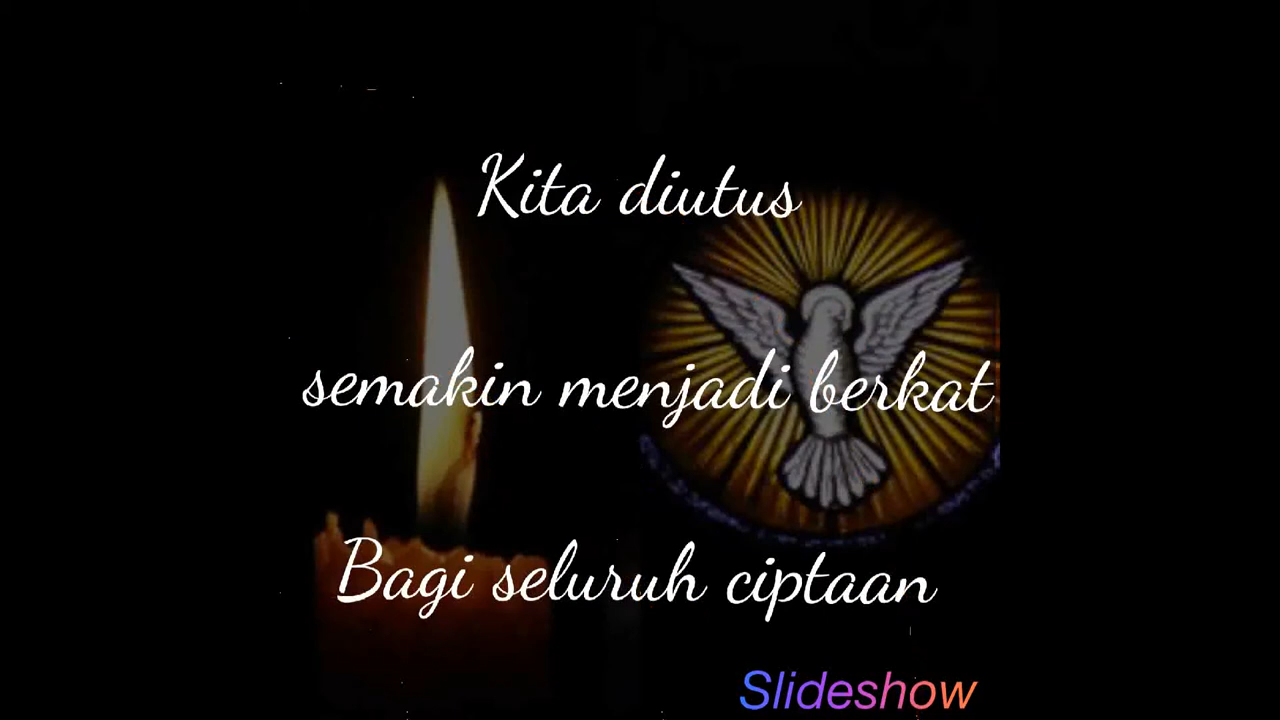 Kita diutus
semakin menjadi berkat
Bagi seluruh ciptaan
Slideshow